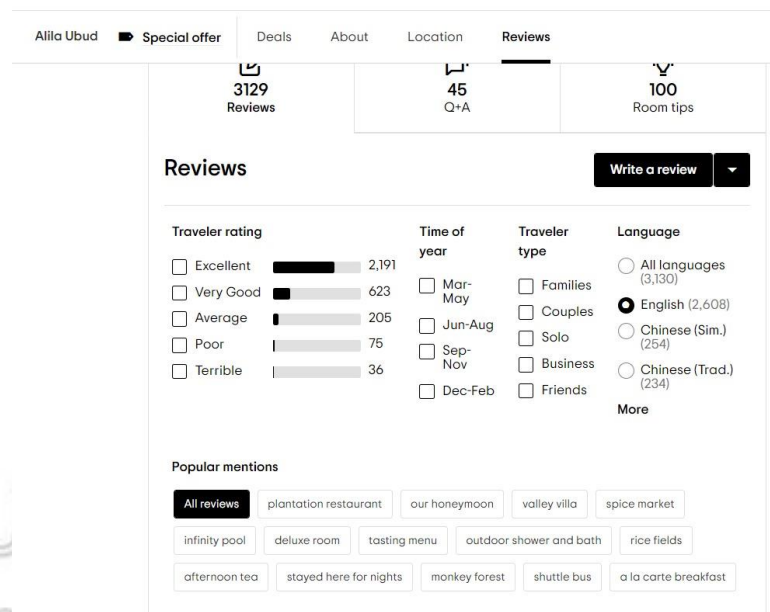 Alila Ubud Special offer Deals About Location Reviews
3129 45 100
Reviews Q+A Room tips
Reviews
Write a review
Traveler rating
Excellent 2,191
Very Good 623
Average 205
Poor 75
Terrible 36
Time of
year
Mar-
May
Jun-Aug
Sep-
Nov
Dec-Feb
Traveler
type
Families
Couples
Solo
Business
Friends
Language
All languages
(3,130)
English (2,608)
Chinese (Sim.)
(254)
Chinese (Trad.)
(234)
More
Popular mentions
All reviews plantation restaurant our honeymoon valley villa spice market
infinity pool deluxe room tasting menu outdoor shower and bath rice fields
afternoon tea stayed here for nights monkey forest shuttle bus a la carte breakfast